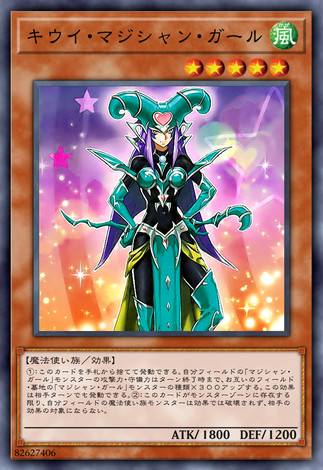 キウイ・マジシャン・ガール 風
【魔法使い族／効果】
①:このカードを手札から捨てて発動できる。自分フィールドの「マジシャン・
ガール」モンスターの攻撃力・守備力はターン終了時まで、お互いのフィールド
・墓地の「マジシャン・ガール」モンスターの種類×３００アップする。この効果
は相手ターンでも発動できる。②:このカードがモンスターゾーンに存在す
る限り、自分フィールドの魔法使い族モンスターは効果では破壊されず、相手の
効果の対象にならない。
ATK/1800 DEF/1200
82627406